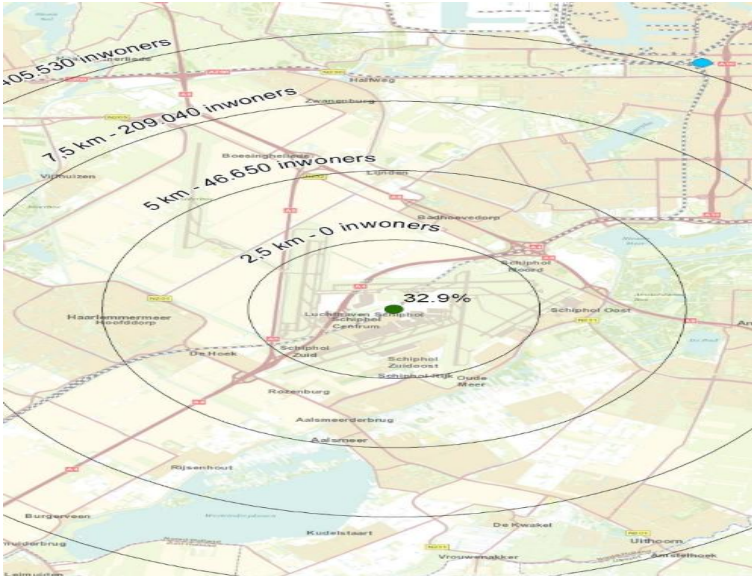 405.530 inwoners
Halfweg
Zwanenburg
7,5 km - 209.040 inwoners
Boesingheliede
Vijfhuizen
Lijnden
5 km - 46.650 inwoners
Badhoevedorp
2,5 km - 0 inwoners
Schiphol
Noord
32.9%
Luchthaven Schiphol
Schiphol
Centrum
Schiphol Oost
Haarlemmermeer
Hoofddorp
De Hoek
Schiphol
Zuid
Schiphol
Zuidoost
Schiphol-Rijk
Oude
Meer
Rozenburg
Aalsmeerderbrug
Aalsmeer
Rijsenhout
Burgerveen
De Kwakel
Kudelstaart
Uithoorn
Vrouwenakker
Amstelhoek
Leimuiden